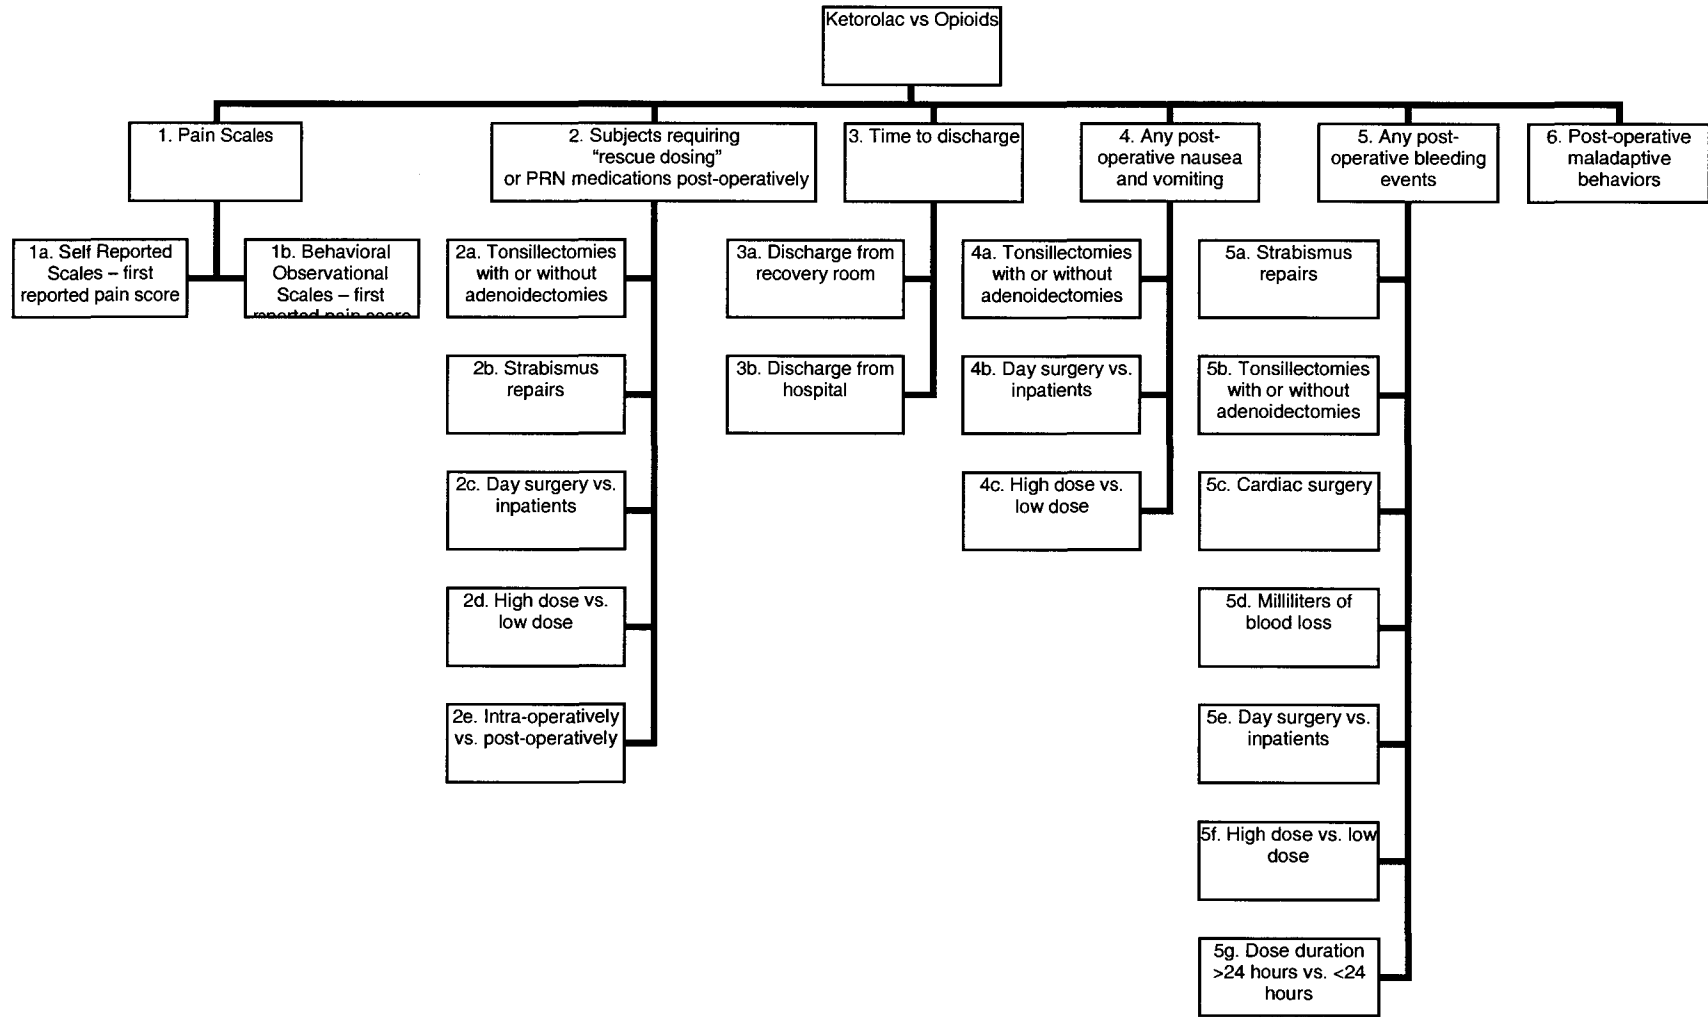 Ketorolac vs Opioids
1. Pain Scales
2. Subjects requiring
“rescue dosing”
or PRN medications post-operatively
3. Time to discharge
4. Any post-
operative nausea
and vomiting
5. Any post-
operative bleeding
events
6. Post-operative
maladaptive
behaviors
1a. Self Reported
Scales – first
reported pain score
1b. Behavioral
Observational
Scales – first
reported pain score
2a. Tonsillectomies
with or without
adenoidectomies
2b. Strabismus
repairs
2c. Day surgery vs.
inpatients
2d. High dose vs.
low dose
2e. Intra-operatively
vs. post-operatively
3a. Discharge from
recovery room
3b. Discharge from
hospital
4a. Tonsillectomies
with or without
adenoidectomies
4b. Day surgery vs.
inpatients
4c. High dose vs.
low dose
5a. Strabismus
repairs
5b. Tonsillectomies
with or without
adenoidectomies
5c. Cardiac surgery
5d. Milliliters of
blood loss
5e. Day surgery vs.
inpatients
5f. High dose vs. low
dose
5g. Dose duration
>24 hours vs. <24
hours